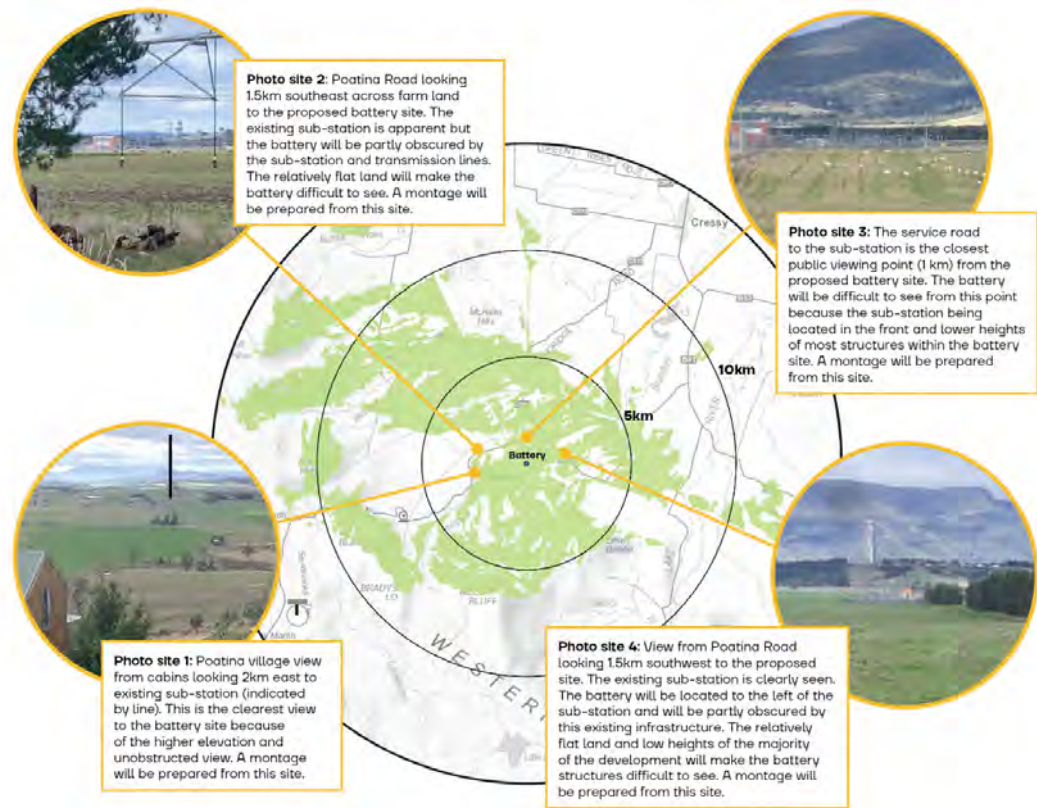 Photo site 2: Poatina Road looking
1.5km southeast across farm land
to the proposed battery site. The
existing sub-station is apparent but
the battery will be partly obscured by
the sub-station and transmission lines.
The relatively flat land will make the
battery difficult to see. A montage will
be prepared from this site.
Photo site 3: The service road
to the sub-station is the closest
public viewing point (1 km) from the
proposed battery site. The battery
will be difficult to see from this point
because the sub-station being
located in the front and lower heights
of most structures within the battery
site. A montage will be prepared
from this site.
Cressy
10km
5km
Battery
RIVER
LAKE
BLUFF
WESTER
Photo site 1: Poatina village view
from cabins looking 2km east to
existing sub-station (indicated
by line). This is the clearest view
to the battery site because
of the higher elevation and
unobstructed view. A montage
will be prepared from this site.
Photo site 4: View from Poatina Road
looking 1.5km southwest to the proposed
site. The existing sub-station is clearly seen.
The battery will be located to the left of the
sub-station and will be partly obscured by
this existing infrastructure. The relatively
flat land and low heights of the majority
of the development will make the battery
structures difficult to see. A montage will
be prepared from this site.